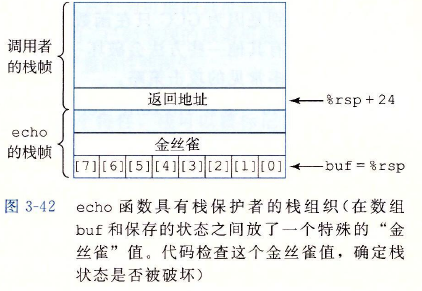 调用者
的栈帧
返回地址
%rsp+24
echo
的栈帧
金丝雀
[7] [6] [5] [4] [3] [2] [1] [0]
buf=%rsp
图 3-42 echo 函数具有栈保护者的栈组织(在数组
buf 和保存的状态之间放了一个特殊的“金
丝雀”值。代码检查这个金丝雀值，确定栈
状态是否被破坏)